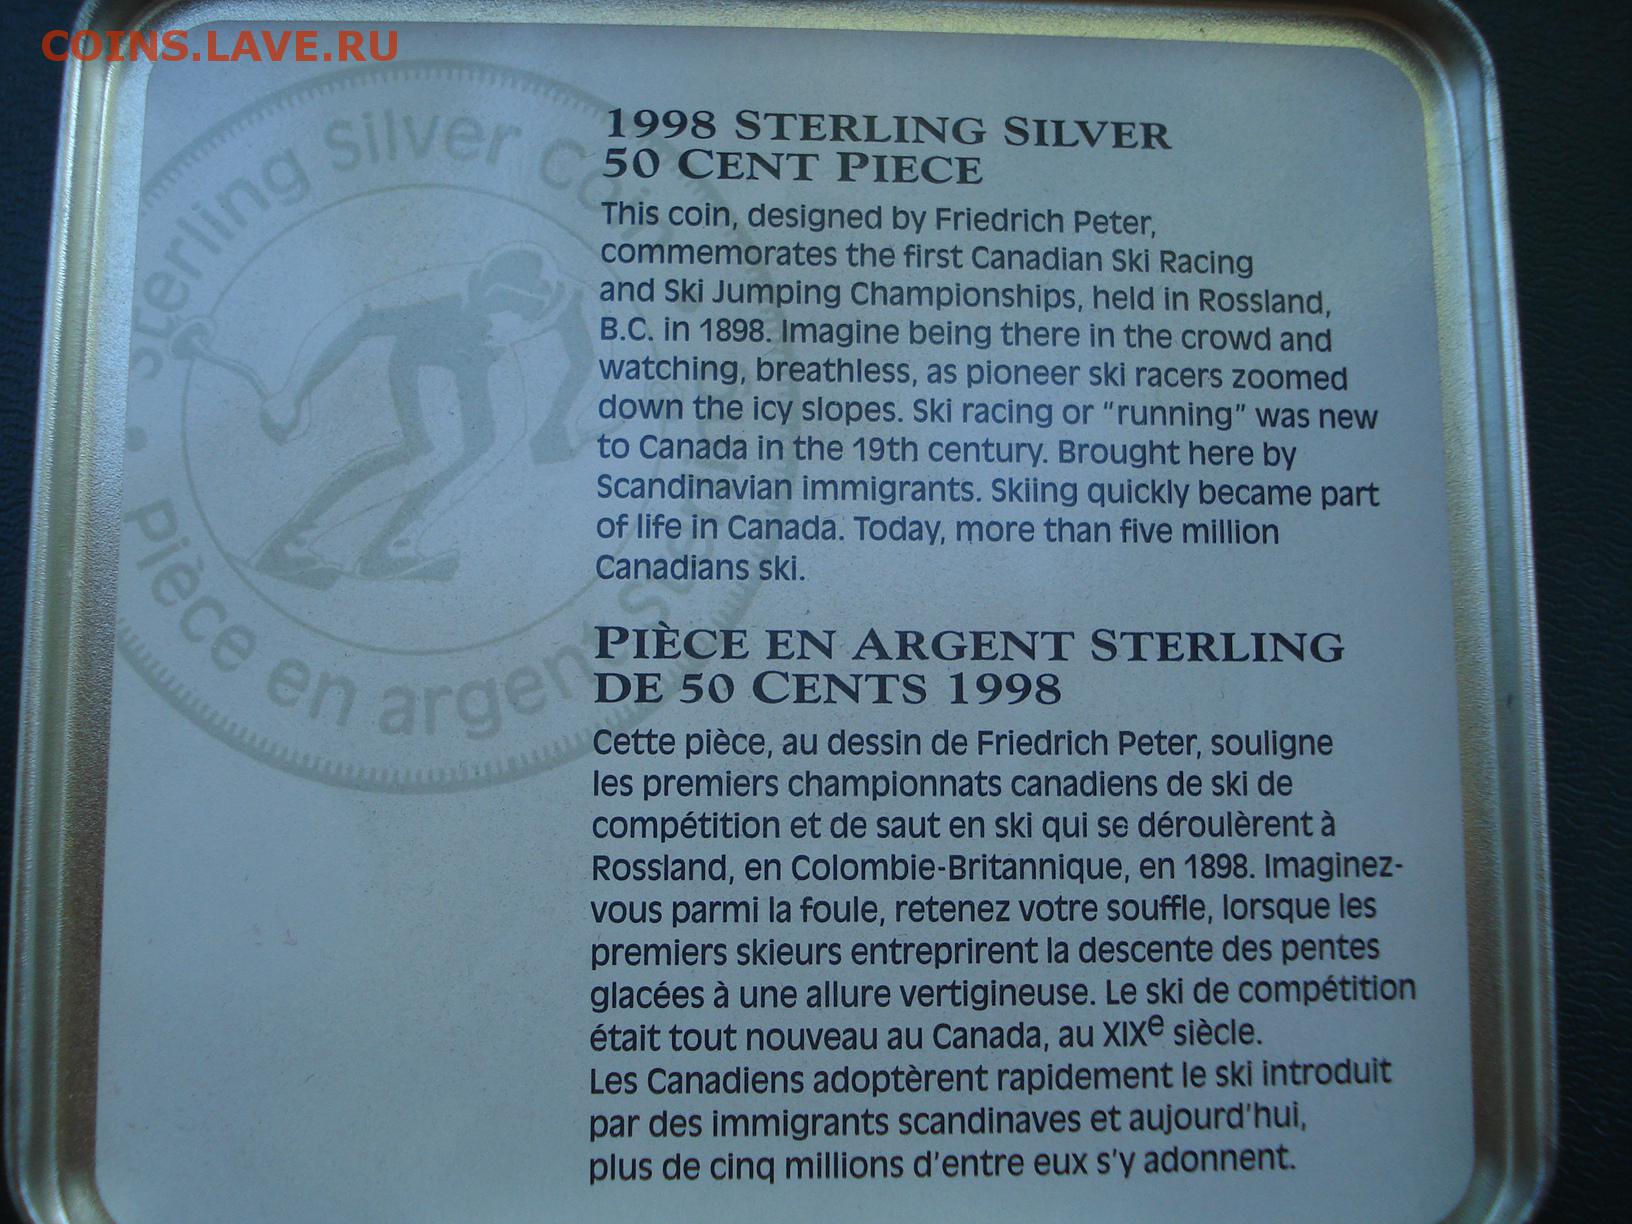 COINS.LAVE.RU
• Sterling Silver coin •
Pièce en argent sterling
1998 STERLING SILVER
50 CENT PIECE
This coin, designed by Friedrich Peter,
commemorates the first Canadian Ski Racing
and Ski Jumping Championships, held in Rossland,
B.C. in 1898. Imagine being there in the crowd and
watching, breathless, as pioneer ski racers zoomed
down the icy slopes. Ski racing or “running” was new
to Canada in the 19th century. Brought here by
Scandinavian immigrants. Skiing quickly became part
of life in Canada. Today, more than five million
Canadians ski.
PIÈCE EN ARGENT STERLING
DE 50 CENTS 1998
Cette pièce, au dessin de Friedrich Peter, souligne
les premiers championnats canadiens de ski de
compétition et de saut en ski qui se déroulèrent à
Rossland, en Colombie-Britannique, en 1898. Imaginez-
vous parmi la foule, retenez votre souffle, lorsque les
premiers skieurs entreprirent la descente des pentes
glacées à une allure vertigineuse. Le ski de compétition
était tout nouveau au Canada, au XIXe siècle.
Les Canadiens adoptèrent rapidement le ski introduit
par des immigrants scandinaves et aujourd'hui,
plus de cinq millions d'entre eux s'y adonnent.